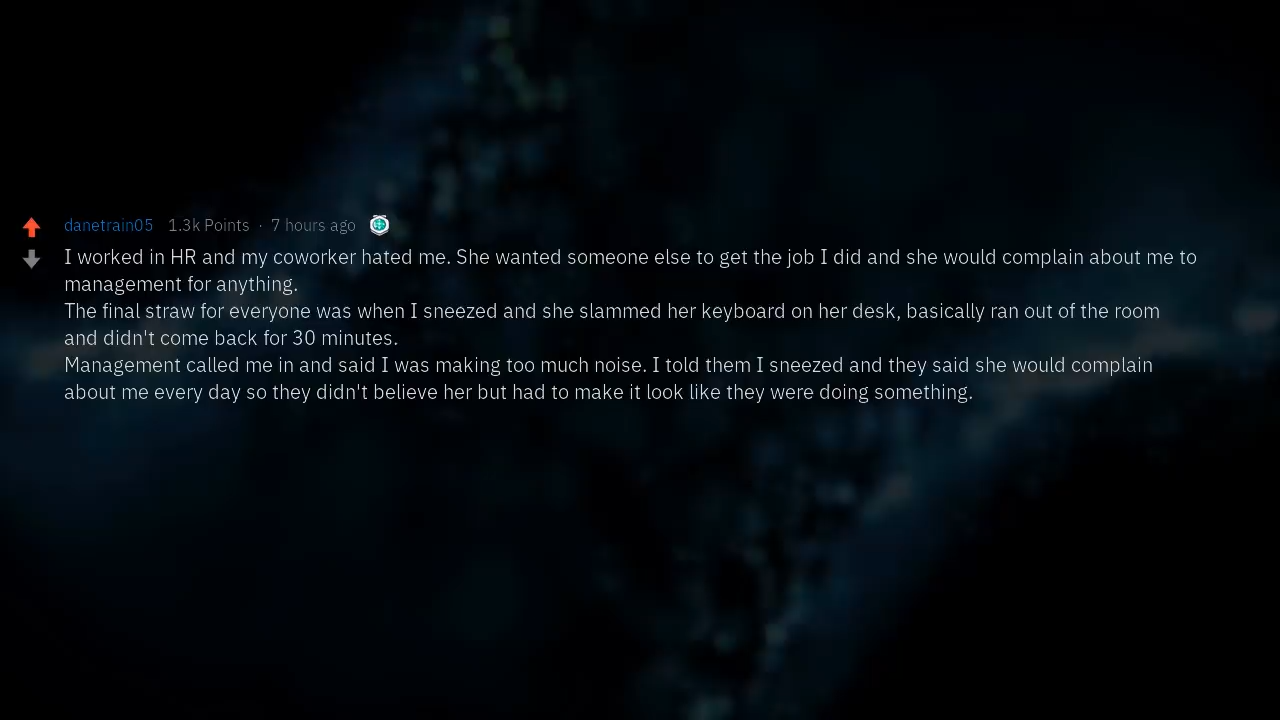 danetrain05 1.3k Points · 7 hours ago
I worked in HR and my coworker hated me. She wanted someone else to get the job I did and she would complain about me to
management for anything.
The final straw for everyone was when I sneezed and she slammed her keyboard on her desk, basically ran out of the room
and didn't come back for 30 minutes.
Management called me in and said I was making too much noise. I told them I sneezed and they said she would complain
about me every day so they didn't believe her but had to make it look like they were doing something.